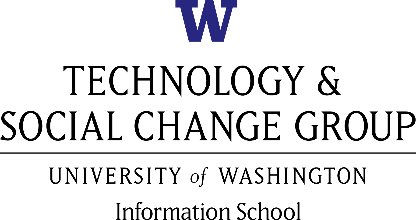 W
TECHNOLOGY &
SOCIAL CHANGE GROUP
UNIVERSITY of WASHINGTON
Information School